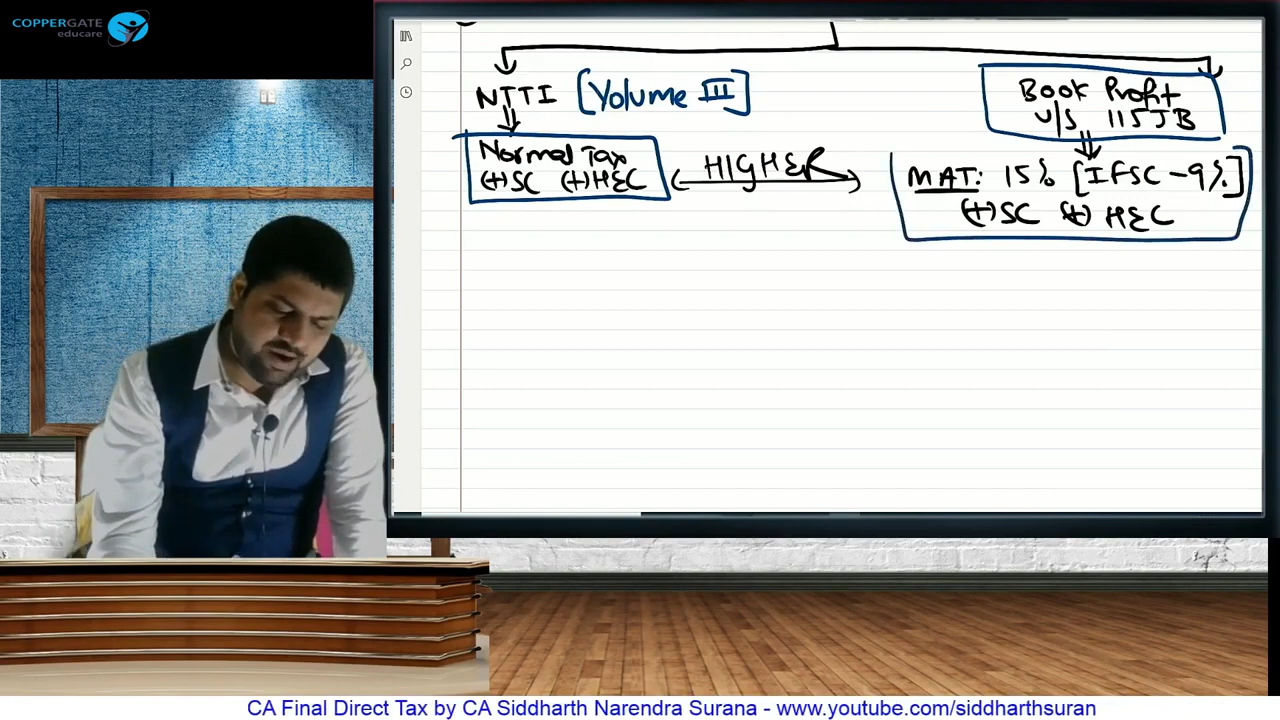 COPPERGATE
educare
NTTI [Volume III]
Book Profit
u/s 115JB
Normal Tax
(+) SC (+) HEC
HIGHER
MAT: 15% [IFSC - 9%]
(+) SC (+) HEC
CA Final Direct Tax by CA Siddharth Narendra Surana - www.youtube.com/siddharthsuran